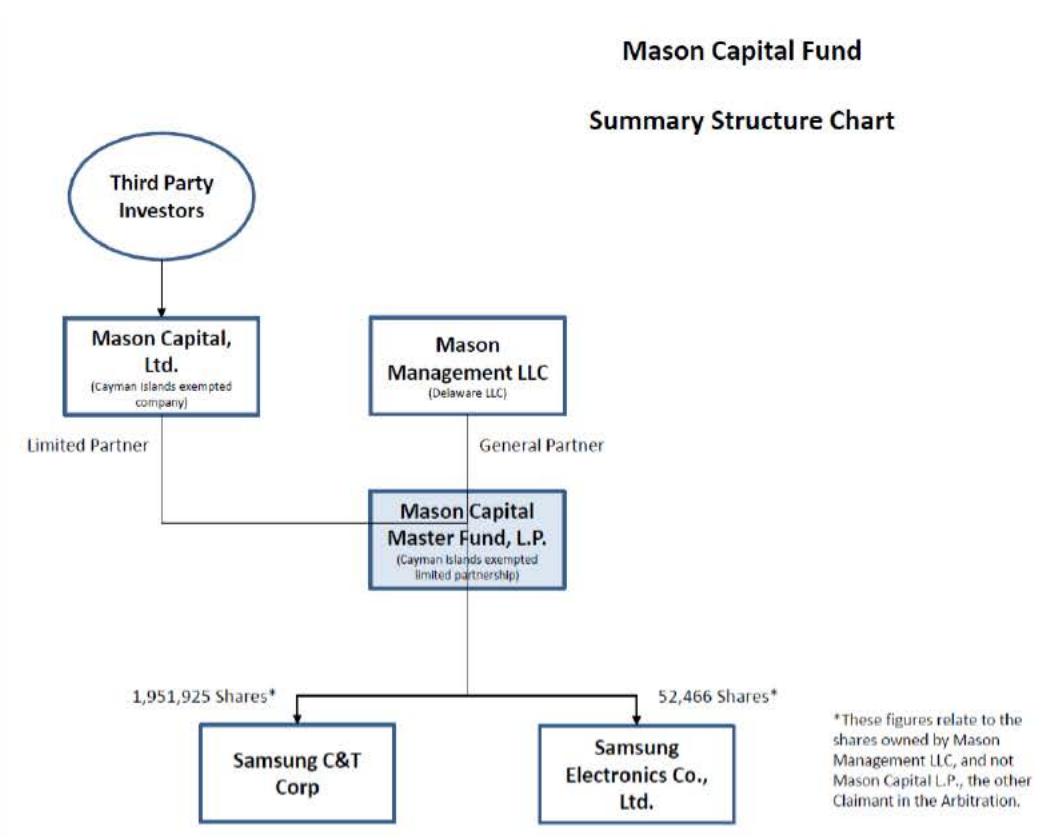 Mason Capital Fund
Summary Structure Chart
Third Party
Investors
Mason Capital,
Ltd.
(Cayman Islands exempted
company)
Mason
Management LLC
(Delaware LLC)
Limited Partner
General Partner
Mason Capital
Master Fund, L.P.
(Cayman Islands exempted
limited partnership)
1,951,925 Shares*
52,466 Shares*
Samsung C&T
Corp
Samsung
Electronics Co.,
Ltd.
*These figures relate to the
shares owned by Mason
Management LLC, and not
Mason Capital L.P., the other
Claimant in the Arbitration.